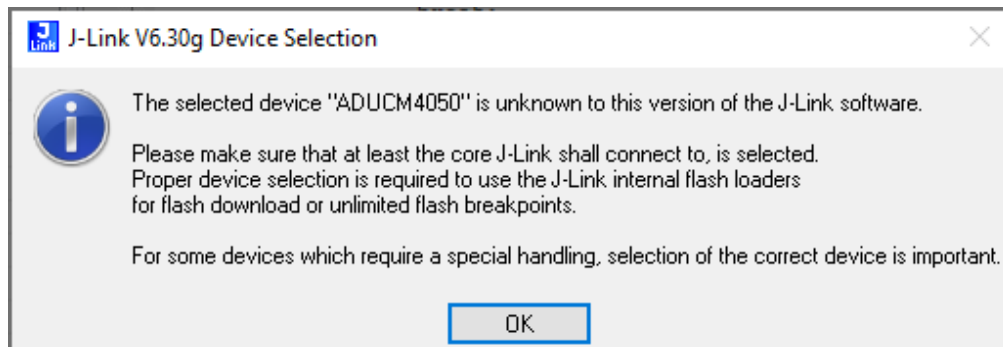 J-Link V6.30g Device Selection
The selected device "ADUCM4050" is unknown to this version of the J-Link software.
Please make sure that at least the core J-Link shall connect to, is selected.
Proper device selection is required to use the J-Link internal flash loaders
for flash download or unlimited flash breakpoints.
For some devices which require a special handling, selection of the correct device is important.
OK